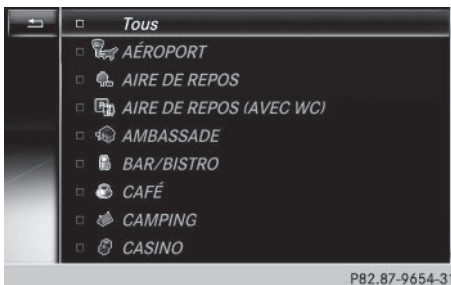 Tous
AÉROPORT
AIRE DE REPOS
AIRE DE REPOS (AVEC WC)
AMBASSADE
BAR/BISTRO
CAFÉ
CAMPING
CASINO
P82.87-9654-31